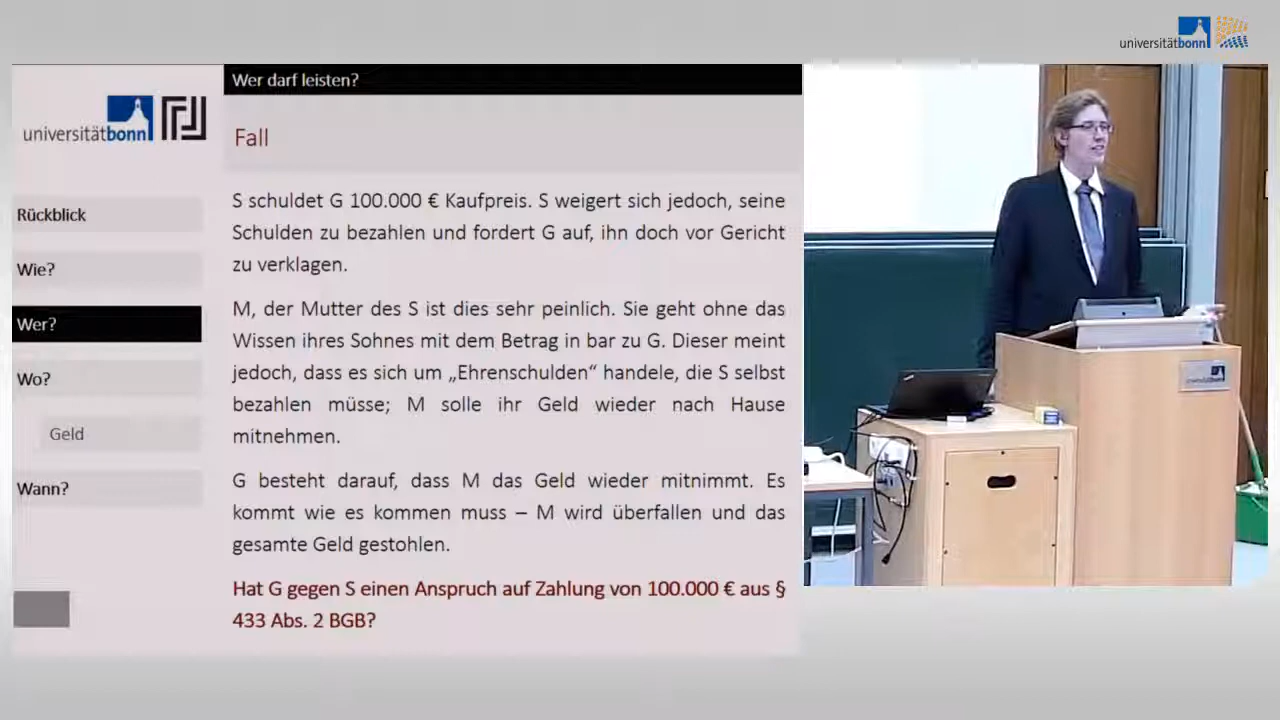 universitätbonn
Wer darf leisten?
universitätbonn
Fall
Rückblick
Wie?
Wer?
Wo?
Geld
Wann?
S schuldet G 100.000 € Kaufpreis. S weigert sich jedoch, seine
Schulden zu bezahlen und fordert G auf, ihn doch vor Gericht
zu verklagen.
M, der Mutter des S ist dies sehr peinlich. Sie geht ohne das
Wissen ihres Sohnes mit dem Betrag in bar zu G. Dieser meint
jedoch, dass es sich um „Ehrenschulden“ handele, die S selbst
bezahlen müsse; M solle ihr Geld wieder nach Hause
mitnehmen.
G besteht darauf, dass M das Geld wieder mitnimmt. Es
kommt wie es kommen muss – M wird überfallen und das
gesamte Geld gestohlen.
Hat G gegen S einen Anspruch auf Zahlung von 100.000 € aus §
433 Abs. 2 BGB?
universitätbonn